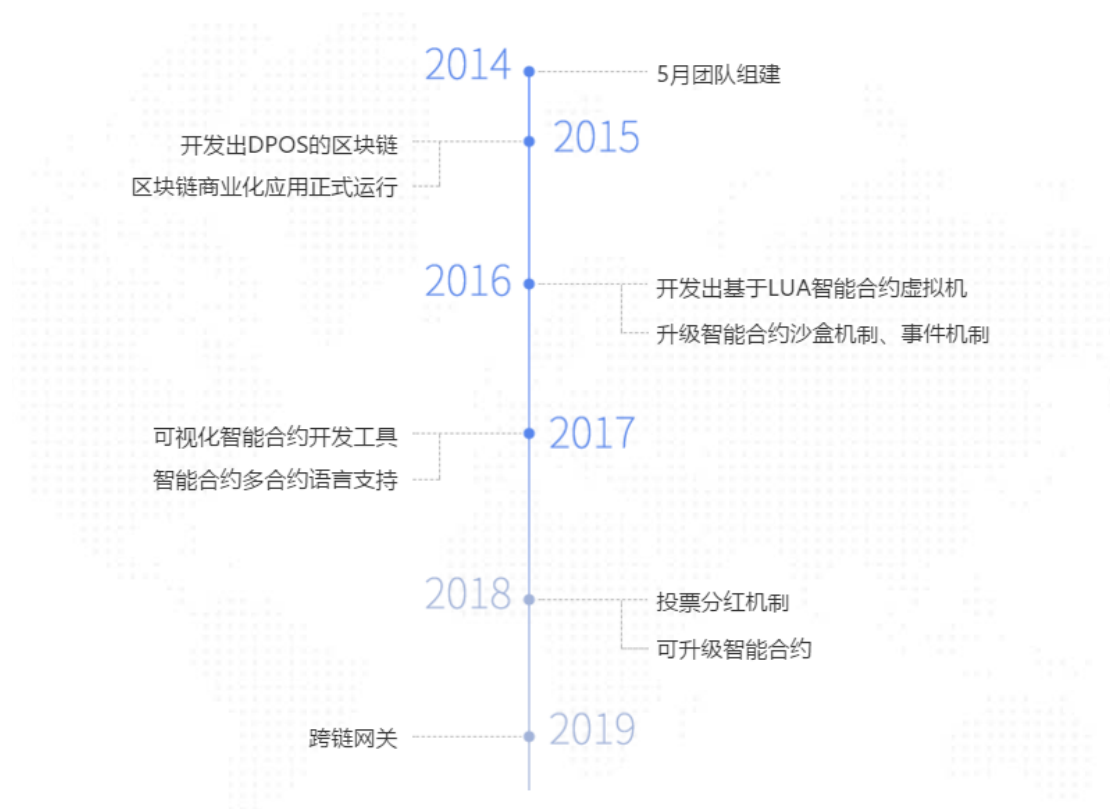 2014
5月团队组建
2015
开发出DPOS的区块链
区块链商业化应用正式运行
2016
开发出基于LUA智能合约虚拟机
升级智能合约沙盒机制、事件机制
2017
可视化智能合约开发工具
智能合约多合约语言支持
2018
投票分红机制
可升级智能合约
2019
跨链网关